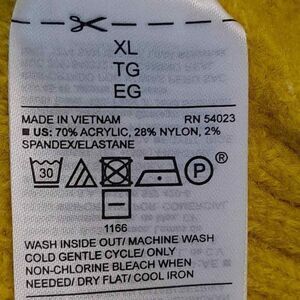 XL
TG
EG
MADE IN VIETNAM RN 54023
■ US: 70% ACRYLIC, 28% NYLON, 2%
SPANDEX/ELASTANE
30 P ®
1166
WASH INSIDE OUT/ MACHINE WASH
COLD GENTLE CYCLE/ ONLY
NON-CHLORINE BLEACH WHEN
NEEDED/ DRY FLAT/ COOL IRON